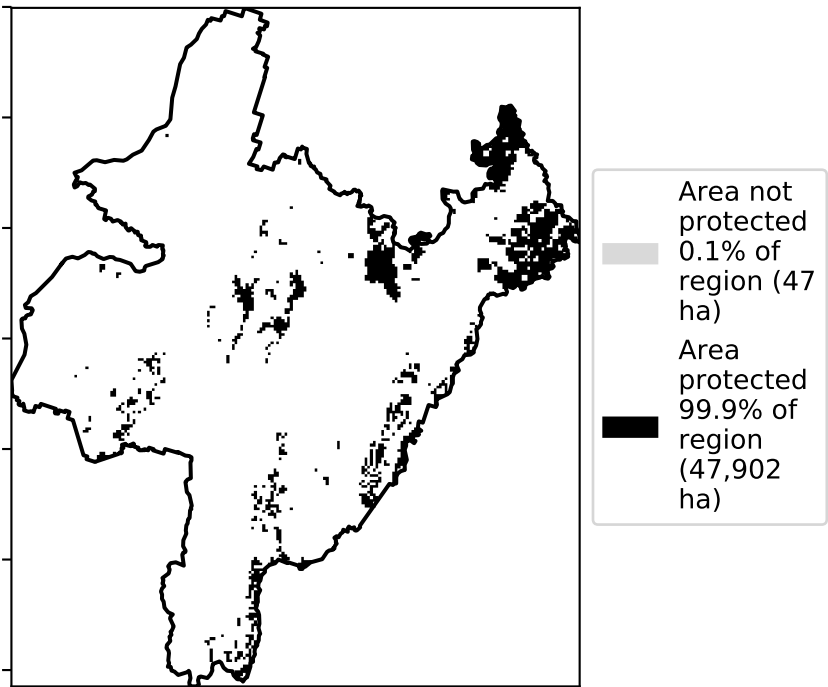 Area not
protected
0.1% of
region (47
ha)
Area
protected
99.9% of
region
(47,902
ha)